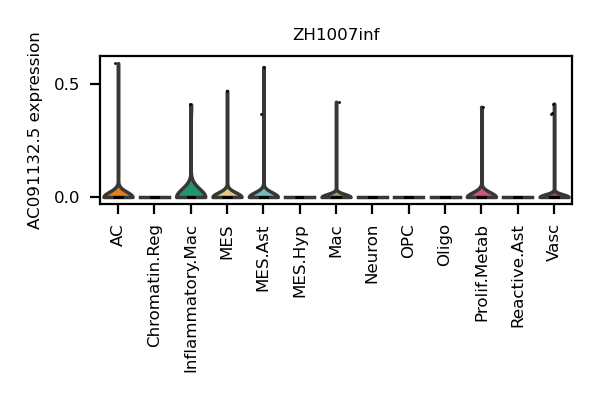 ZH1007inf
AC091132.5 expression
0.5
0.0
AC
Chromatin.Reg
Inflammatory.Mac
MES
MES.Ast
MES.Hyp
Mac
Neuron
OPC
Oligo
Prolif.Metab
Reactive.Ast
Vasc